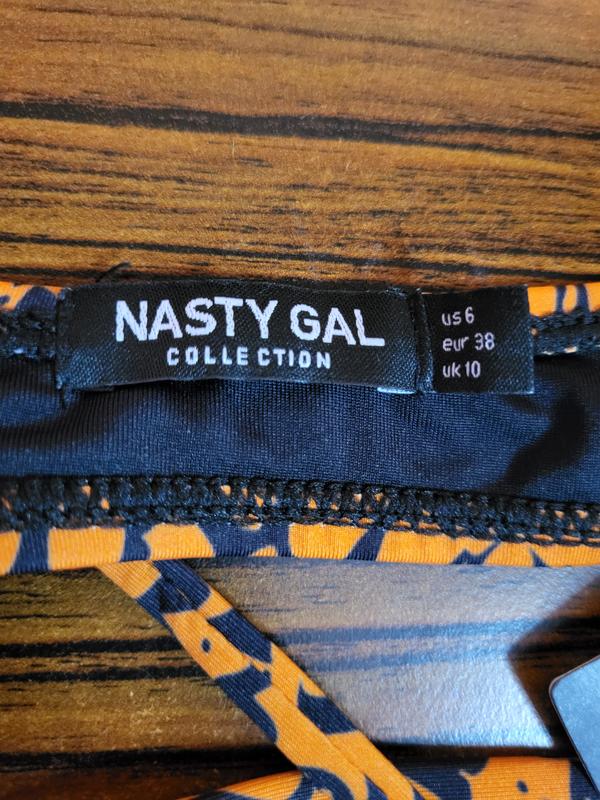 NASTY GAL
COLLECTION
us 6
eur 38
uk 10